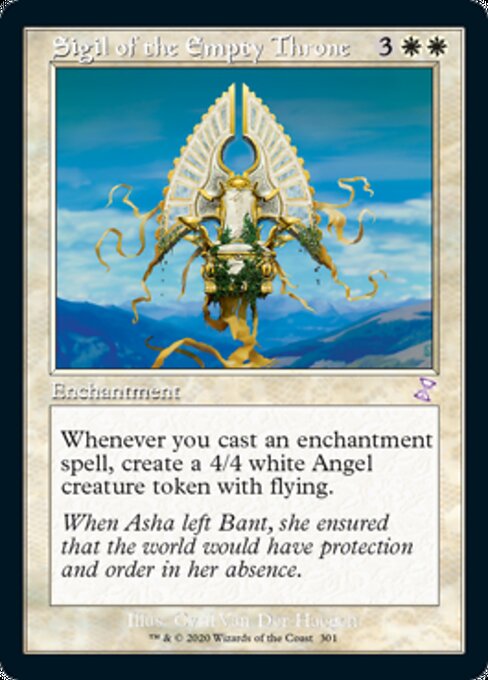 Sigil of the Empty Throne 3
Enchantment
Whenever you cast an enchantment
spell, create a 4/4 white Angel
creature token with flying.
When Asha left Bant, she ensured
that the world would have protection
and order in her absence.
Illus. Cyril Van Der Haegen
™ & © 2020 Wizards of the Coast 301